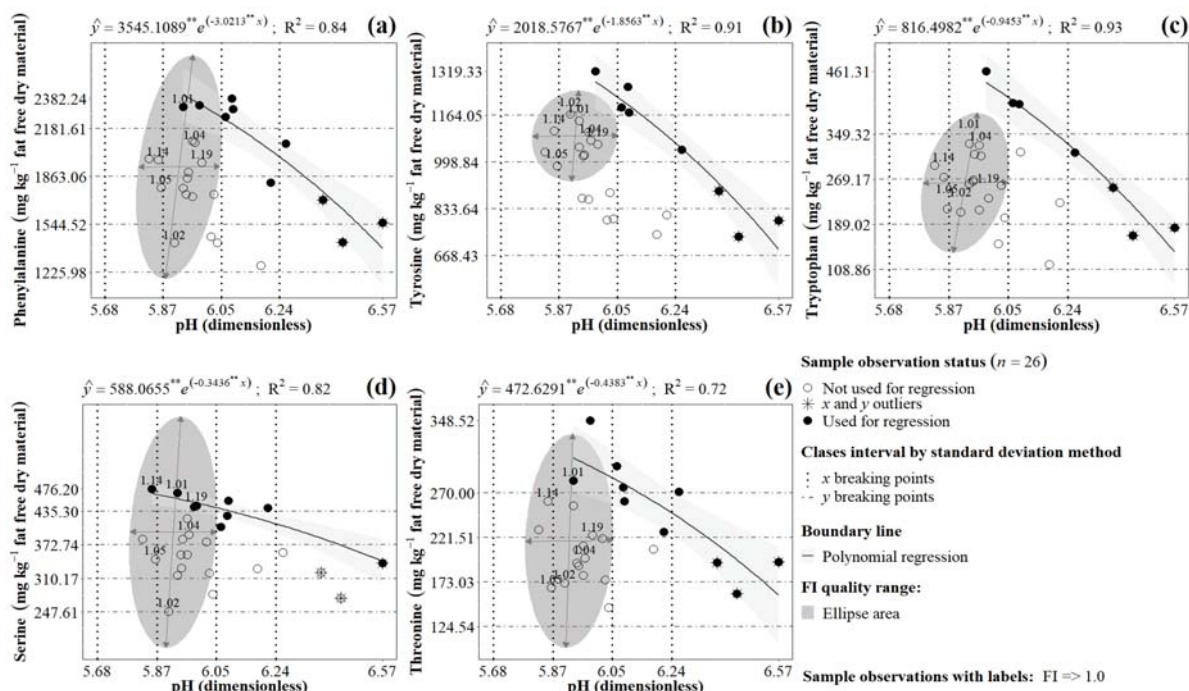 ŷ = 3545.1089** e^(-3.0213** x) ; R² = 0.84 (a)
Phenylalanine (mg kg⁻¹ fat free dry material)
2382.24
2181.61
1863.06
1544.52
1225.98
1.01
1.04
1.14
1.19
1.05
1.02
5.68 5.87 6.05 6.24 6.57
pH (dimensionless)
ŷ = 2018.5767** e^(-1.8563** x) ; R² = 0.91 (b)
Tyrosine (mg kg⁻¹ fat free dry material)
1319.33
1164.05
998.84
833.64
668.43
1.02
1.01
1.14
1.04
1.19
1.05
5.68 5.87 6.05 6.24 6.57
pH (dimensionless)
ŷ = 816.4982** e^(-0.9453** x) ; R² = 0.93 (c)
Tryptophan (mg kg⁻¹ fat free dry material)
461.31
349.32
269.17
189.02
108.86
1.01
1.04
1.14
1.19
1.05
1.02
5.68 5.87 6.05 6.24 6.57
pH (dimensionless)
ŷ = 588.0655** e^(-0.3436** x) ; R² = 0.82 (d)
Serine (mg kg⁻¹ fat free dry material)
476.20
435.30
372.74
310.17
247.61
1.14
1.01
1.19
1.04
1.05
1.02
5.68 5.87 6.05 6.24 6.57
pH (dimensionless)
ŷ = 472.6291** e^(-0.4383** x) ; R² = 0.72 (e)
Threonine (mg kg⁻¹ fat free dry material)
348.52
270.00
221.51
173.03
124.54
1.01
1.14
1.19
1.04
1.05
1.02
5.68 5.87 6.05 6.24 6.57
pH (dimensionless)
Sample observation status (n = 26)
Not used for regression
x and y outliers
Used for regression
Clases interval by standard deviation method
x breaking points
y breaking points
Boundary line
Polynomial regression
FI quality range:
Ellipse area
Sample observations with labels: FI => 1.0